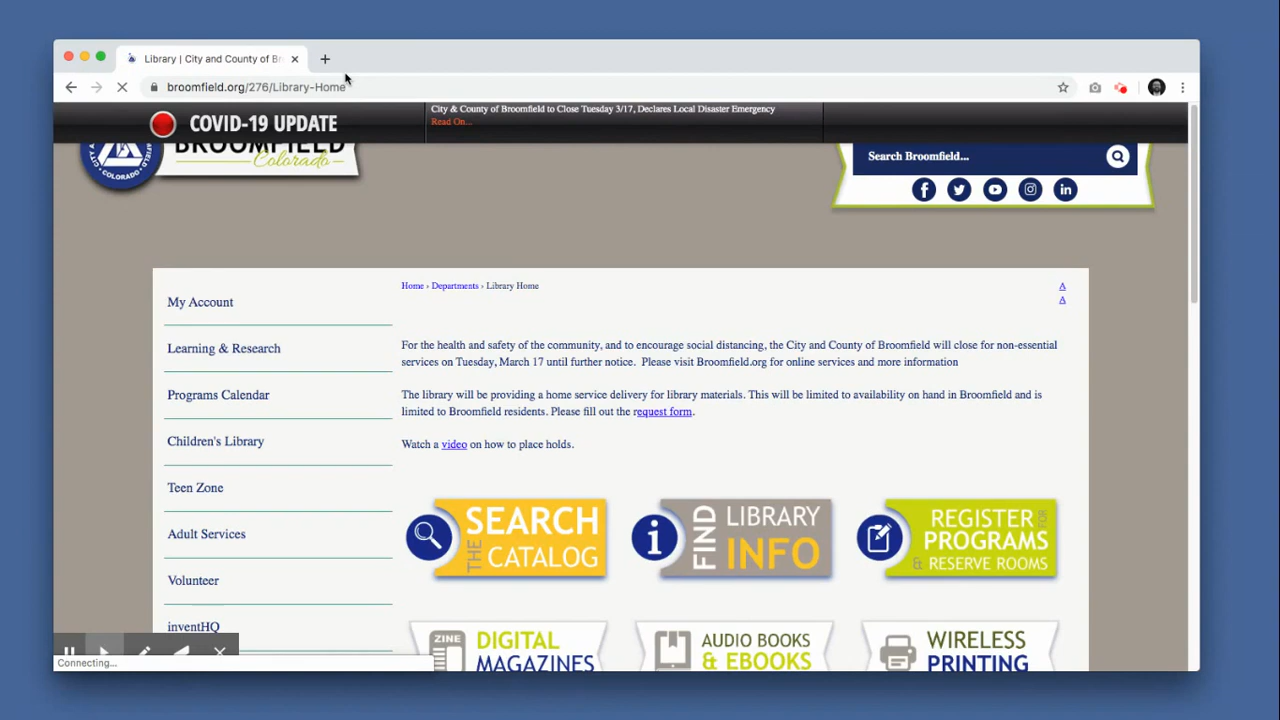 Library | City and County of Br
broomfield.org/276/Library-Home
COVID-19 UPDATE
City & County of Broomfield to Close Tuesday 3/17, Declares Local Disaster Emergency
Read On...
BROOMFIELD
Colorado
COLORADO
Search Broomfield...
My Account
Learning & Research
Programs Calendar
Children's Library
Teen Zone
Adult Services
Volunteer
inventHQ
Home › Departments › Library Home
A
A
For the health and safety of the community, and to encourage social distancing, the City and County of Broomfield will close for non-essential
services on Tuesday, March 17 until further notice.  Please visit Broomfield.org for online services and more information
The library will be providing a home service delivery for library materials. This will be limited to availability on hand in Broomfield and is
limited to Broomfield residents. Please fill out the request form.
Watch a video on how to place holds.
SEARCH
THE CATALOG
FIND LIBRARY
INFO
REGISTER FOR
PROGRAMS
& RESERVE ROOMS
ZINE DIGITAL
MAGAZINES
AUDIO BOOKS
& EBOOKS
WIRELESS
PRINTING
Connecting...